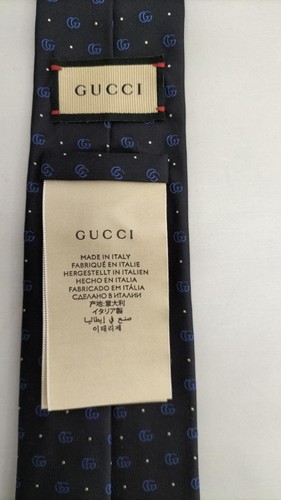 GUCCI
GUCCI
MADE IN ITALY
FABRIQUÉ EN ITALIE
HERGESTELLT IN ITALIEN
HECHO EN ITALIA
FABRICADO EM ITÁLIA
СДЕЛАНО В ИТАЛИИ
产地:意大利
イタリア製
صنع في إيطاليا
이태리제